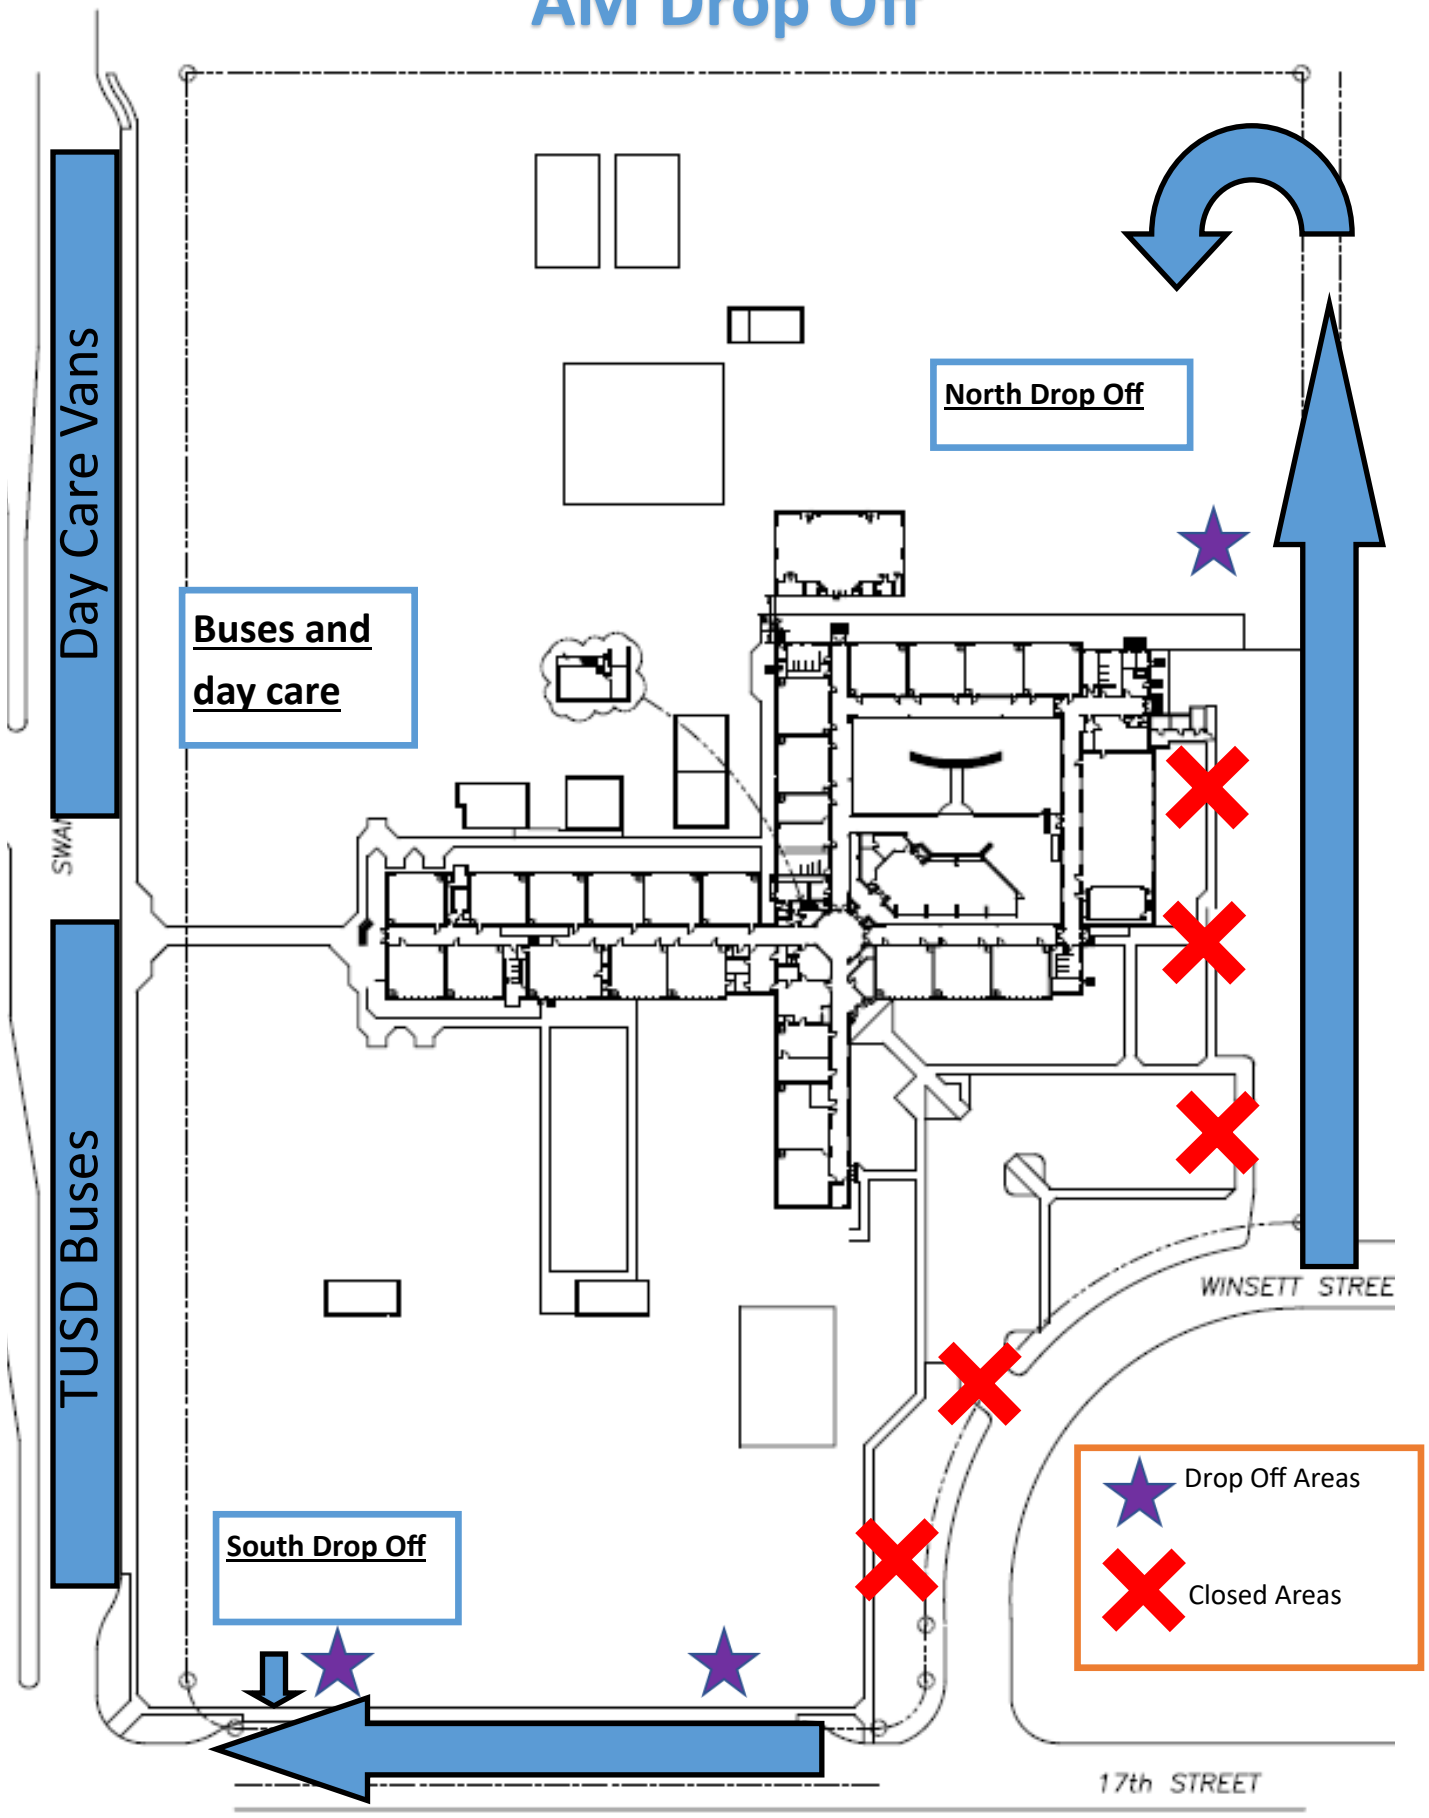 AM Drop Off
Day Care Vans
North Drop Off
Buses and
day care
TUSD Buses
WINSETT STREE
Drop Off Areas
South Drop Off
Closed Areas
17th STREET